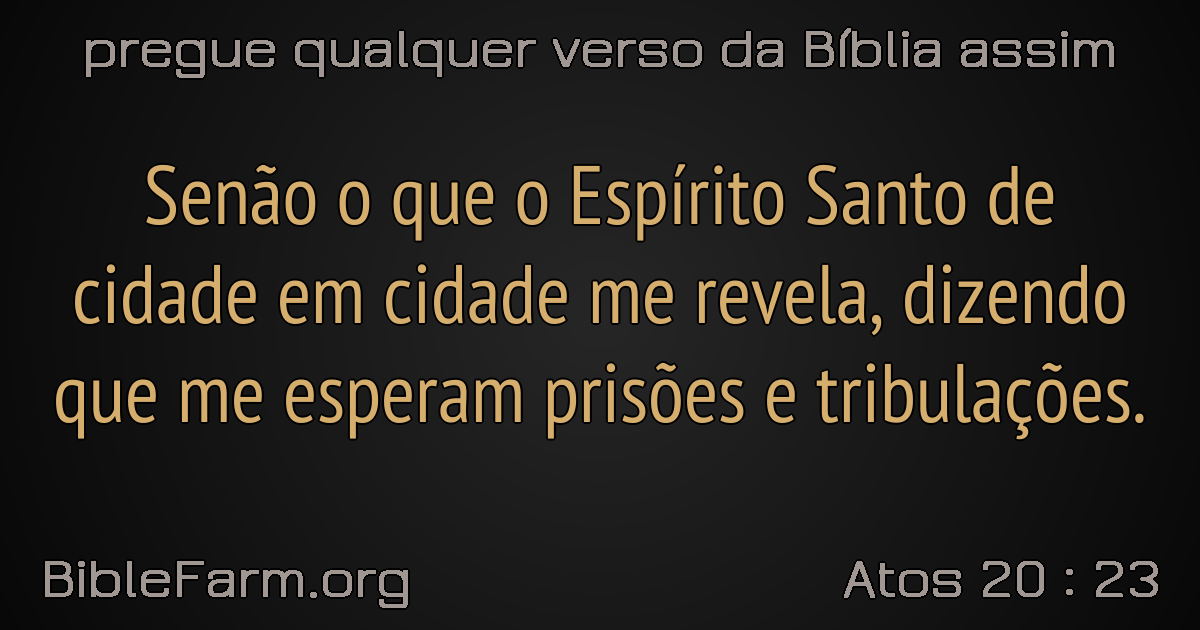 pregue qualquer verso da Bíblia assim
Senão o que o Espírito Santo de
cidade em cidade me revela, dizendo
que me esperam prisões e tribulações.
BibleFarm.org
Atos 20 : 23